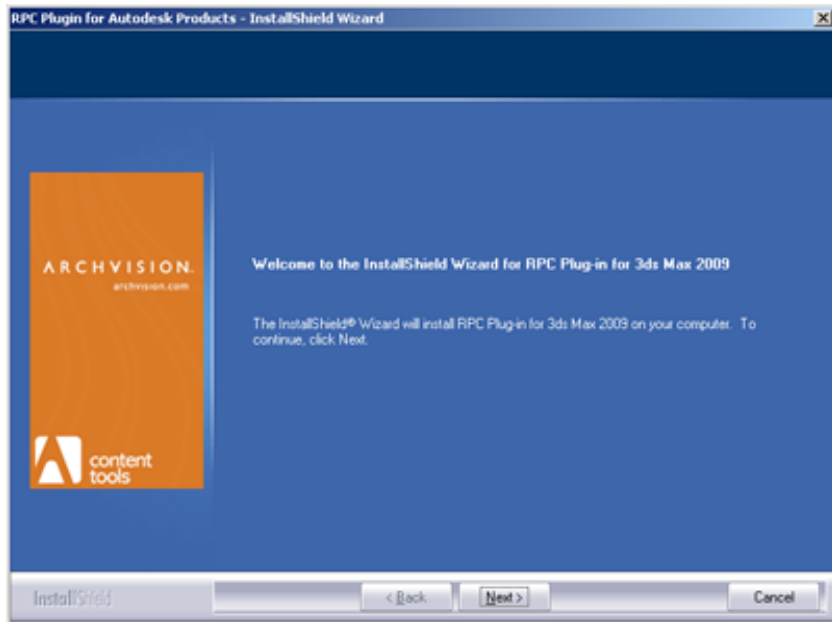 RPC Plugin for Autodesk Products - InstallShield Wizard
ARCHVISION.
archvision.com
Welcome to the InstallShield Wizard for RPC Plug-in for 3ds Max 2009
The InstallShield® Wizard will install RPC Plug-in for 3ds Max 2009 on your computer. To
continue, click Next.
content
tools
InstallShield
< Back
Next >
Cancel